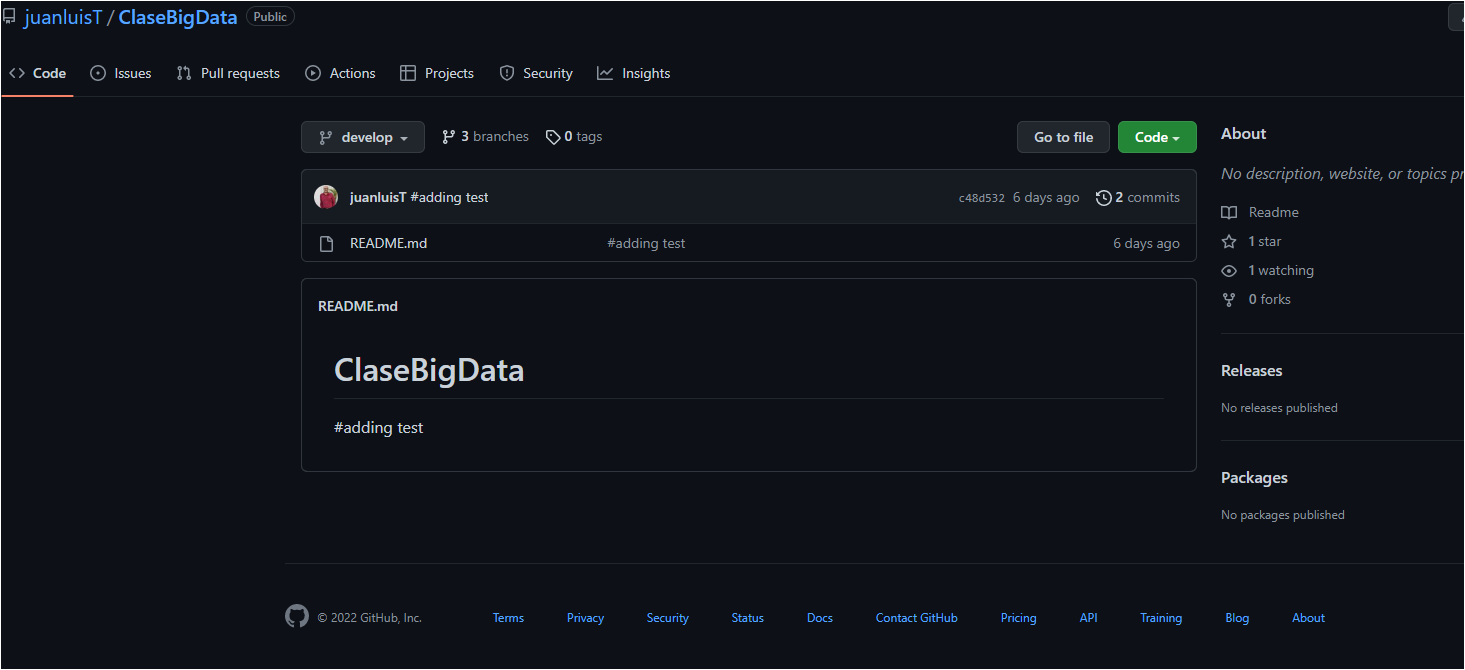 juanluisT / ClaseBigData Public
Code Issues Pull requests Actions Projects Security Insights
develop 3 branches 0 tags Go to file Code
juanluisT #adding test c48d532 6 days ago 2 commits
README.md #adding test 6 days ago
README.md
ClaseBigData
#adding test
About
No description, website, or topics pr
Readme
1 star
1 watching
0 forks
Releases
No releases published
Packages
No packages published
© 2022 GitHub, Inc. Terms Privacy Security Status Docs Contact GitHub Pricing API Training Blog About